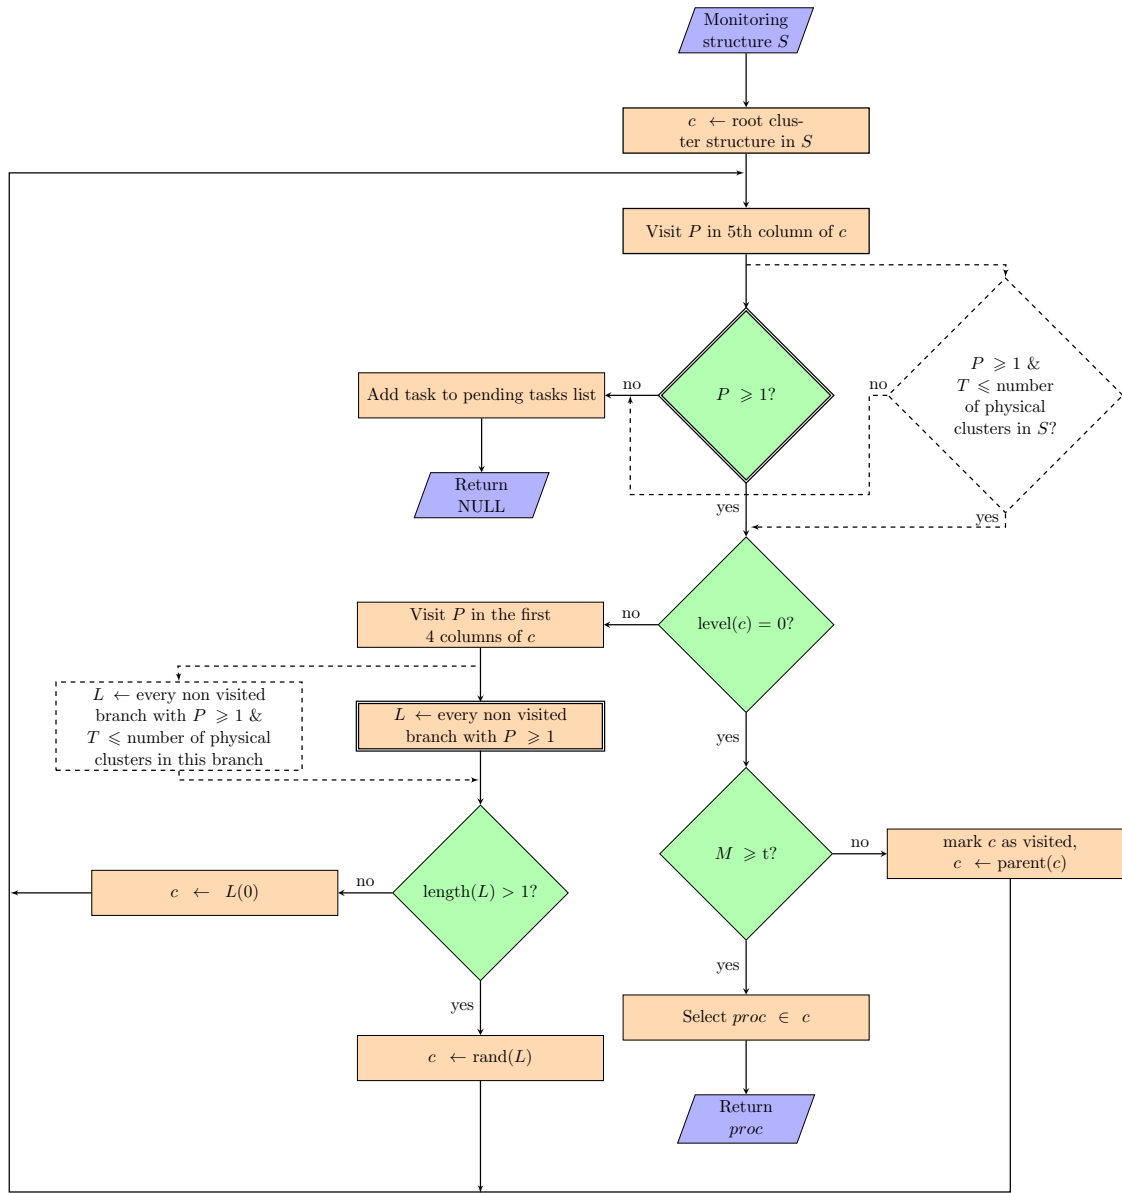 Monitoring
structure S
c ← root clus-
ter structure in S
Visit P in 5th column of c
P ⩾ 1 &
T ⩽ number
of physical
clusters in S?
no
yes
P ⩾ 1?
no
yes
Add task to pending tasks list
Return
NULL
level(c) = 0?
no
yes
Visit P in the first
4 columns of c
L ← every non visited
branch with P ⩾ 1 &
T ⩽ number of physical
clusters in this branch
L ← every non visited
branch with P ⩾ 1
M ⩾ t?
no
yes
mark c as visited,
c ← parent(c)
length(L) > 1?
no
yes
c ← L(0)
c ← rand(L)
Select proc ∈ c
Return
proc